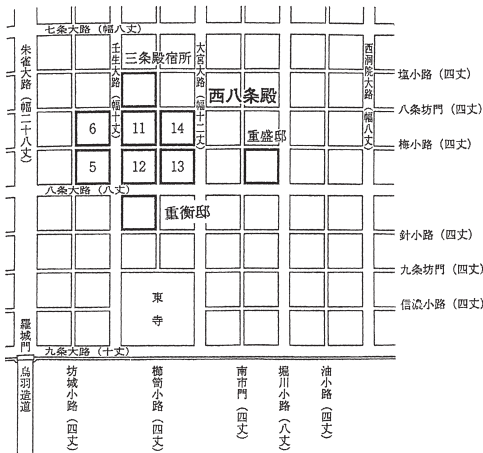 七条大路（幅八丈）
朱雀大路（幅二十八丈）
壬生大路（幅十丈）
三条殿宿所
大宮大路（幅十二丈）
西洞院大路（幅八丈）
塩小路（四丈）
西八条殿
八条坊門（四丈）
6
11
14
重盛邸
梅小路（四丈）
5
12
13
八条大路（八丈）
重衡邸
針小路（四丈）
九条坊門（四丈）
東寺
信濃小路（四丈）
羅城門
九条大路（十丈）
鳥羽造道
坊城小路（四丈）
櫛笥小路（四丈）
南市門（四丈）
堀川小路（八丈）
油小路（四丈）